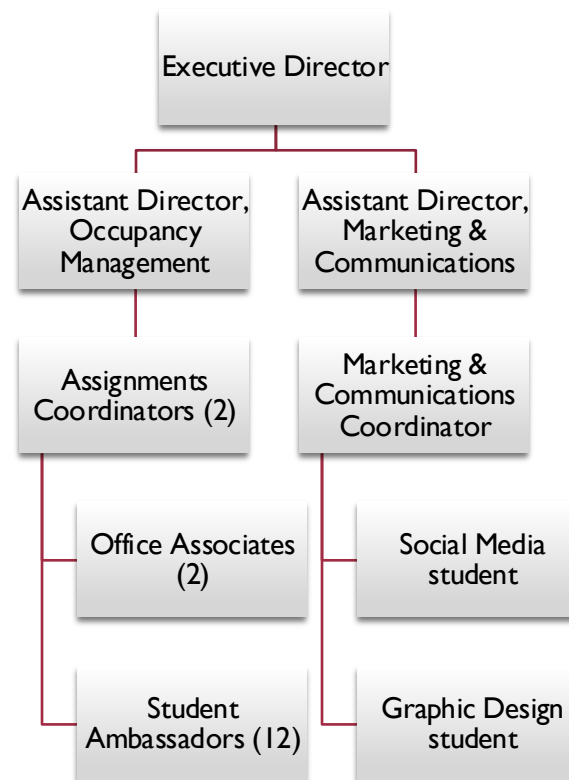 Executive Director
Assistant Director,
Occupancy
Management
Assistant Director,
Marketing &
Communications
Assignments
Coordinators (2)
Marketing &
Communications
Coordinator
Office Associates
(2)
Social Media
student
Student
Ambassadors (12)
Graphic Design
student